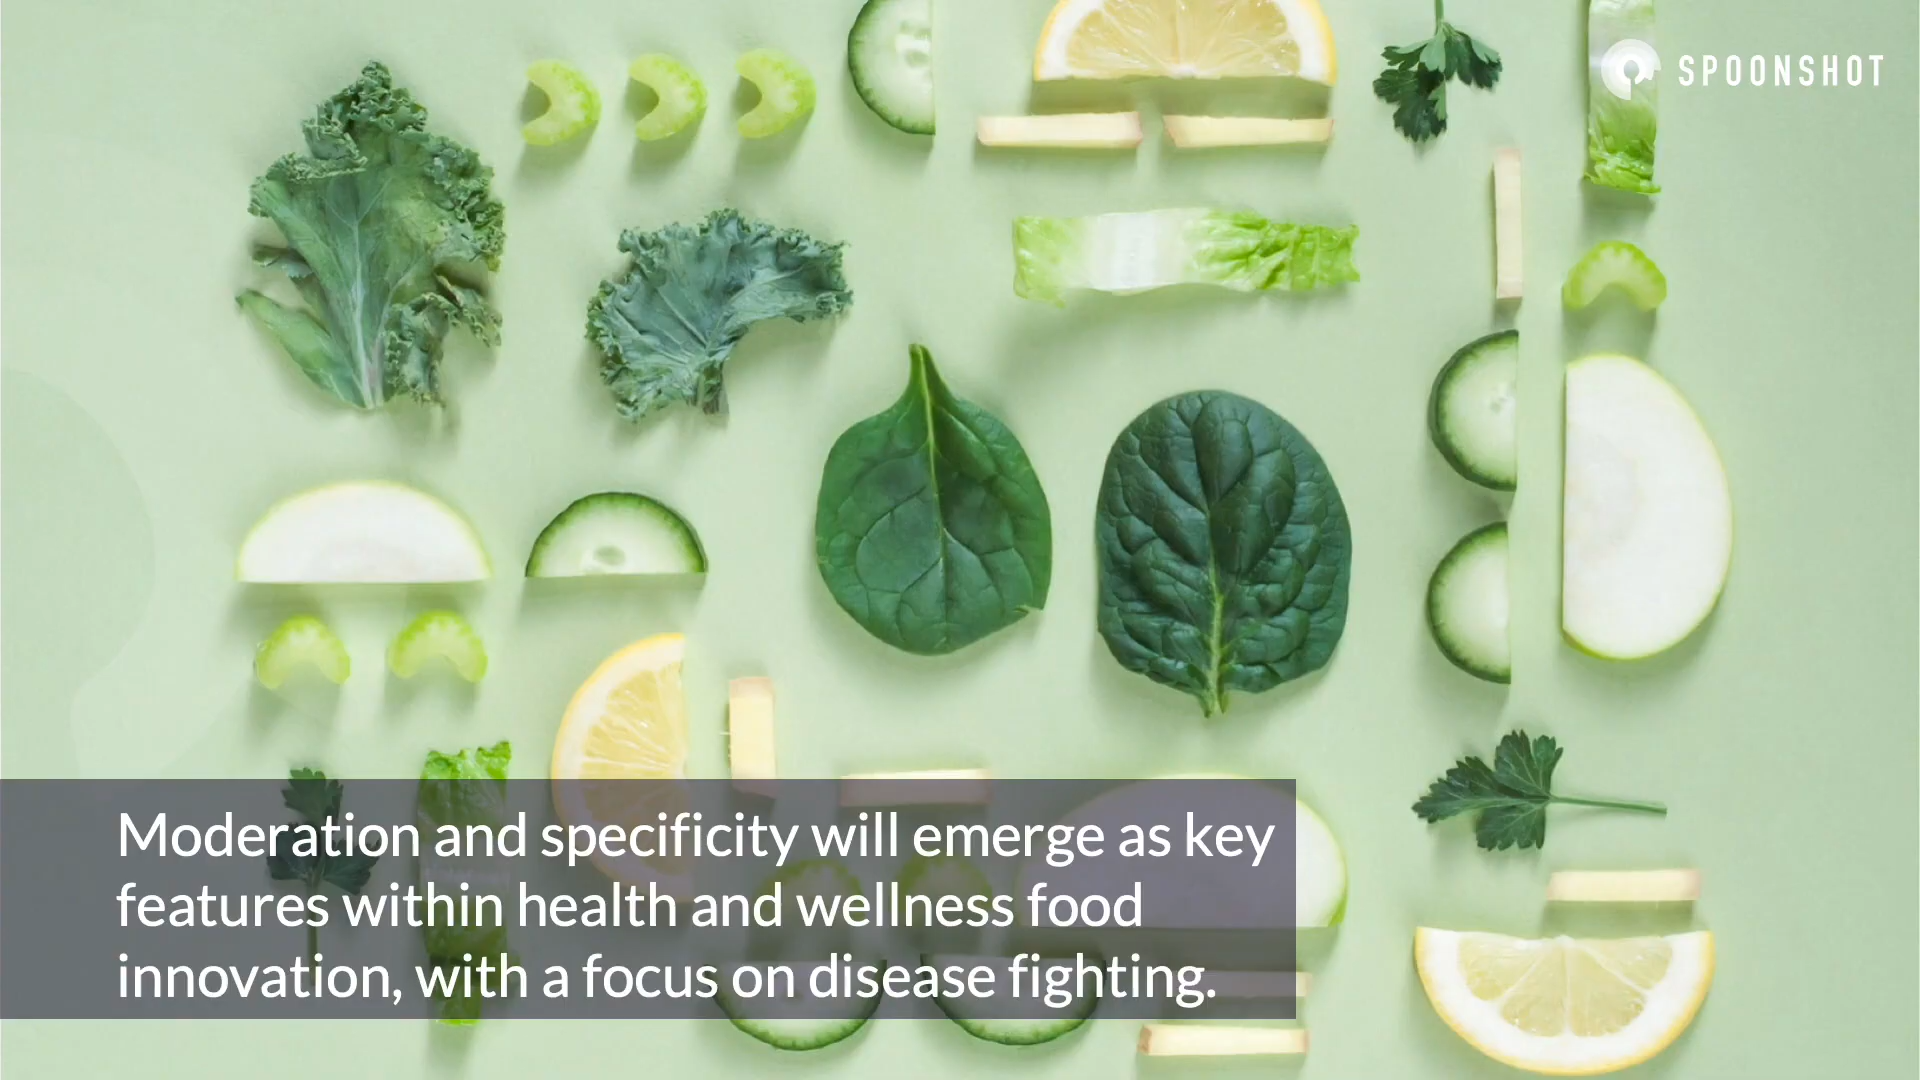 SPOONSHOT
Moderation and specificity will emerge as key
features within health and wellness food
innovation, with a focus on disease fighting.